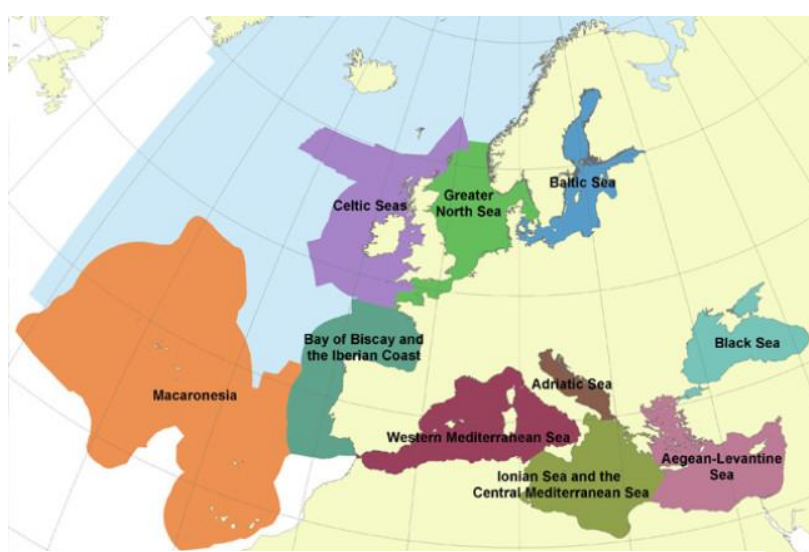 Celtic Seas
Greater
North Sea
Baltic Sea
Bay of Biscay and
the Iberian Coast
Black Sea
Macaronesia
Adriatic Sea
Western Mediterranean Sea
Aegean-Levantine
Sea
Ionian Sea and the
Central Mediterranean Sea